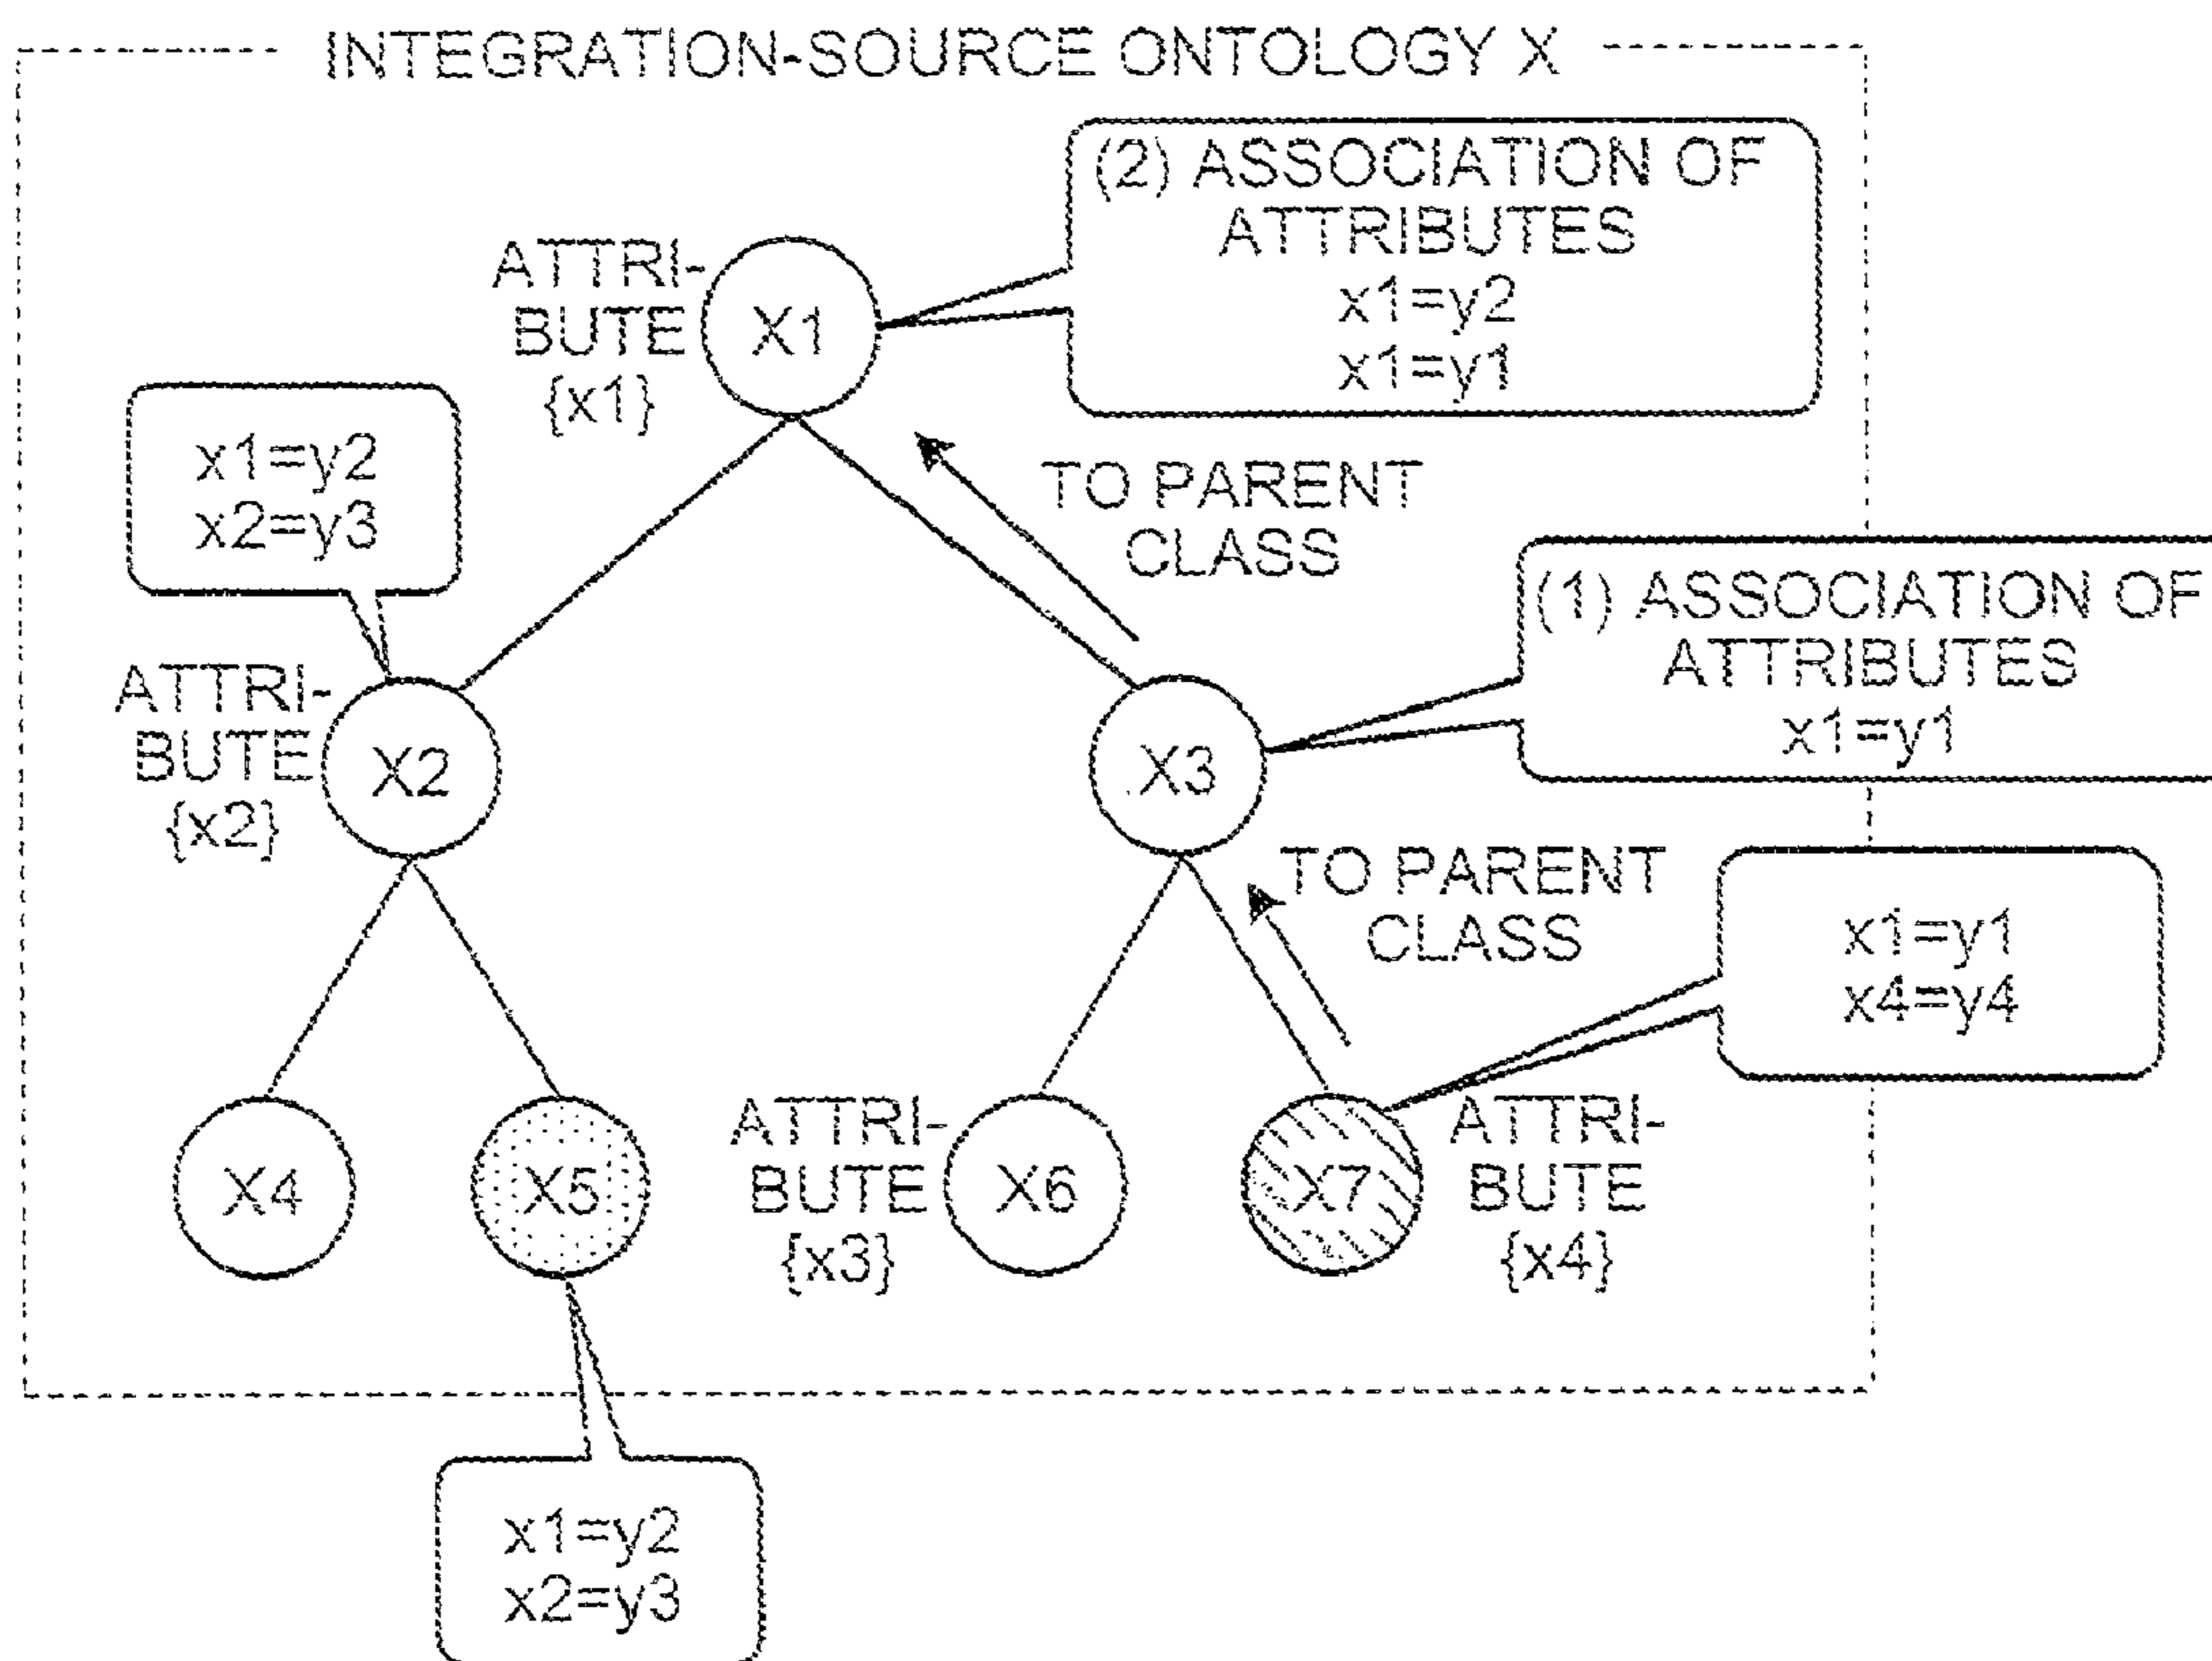 INTEGRATION-SOURCE ONTOLOGY X
(2) ASSOCIATION OF
ATTRIBUTES
x1=y2
x1=y1
ATTRI-
BUTE
{x1}
X1
x1=y2
x2=y3
TO PARENT
CLASS
(1) ASSOCIATION OF
ATTRIBUTES
x1=y1
ATTRI-
BUTE
{x2}
X2
X3
TO PARENT
CLASS
x1=y1
x4=y4
X4
X5
ATTRI-
BUTE
{x3}
X6
X7
ATTRI-
BUTE
{x4}
x1=y2
x2=y3